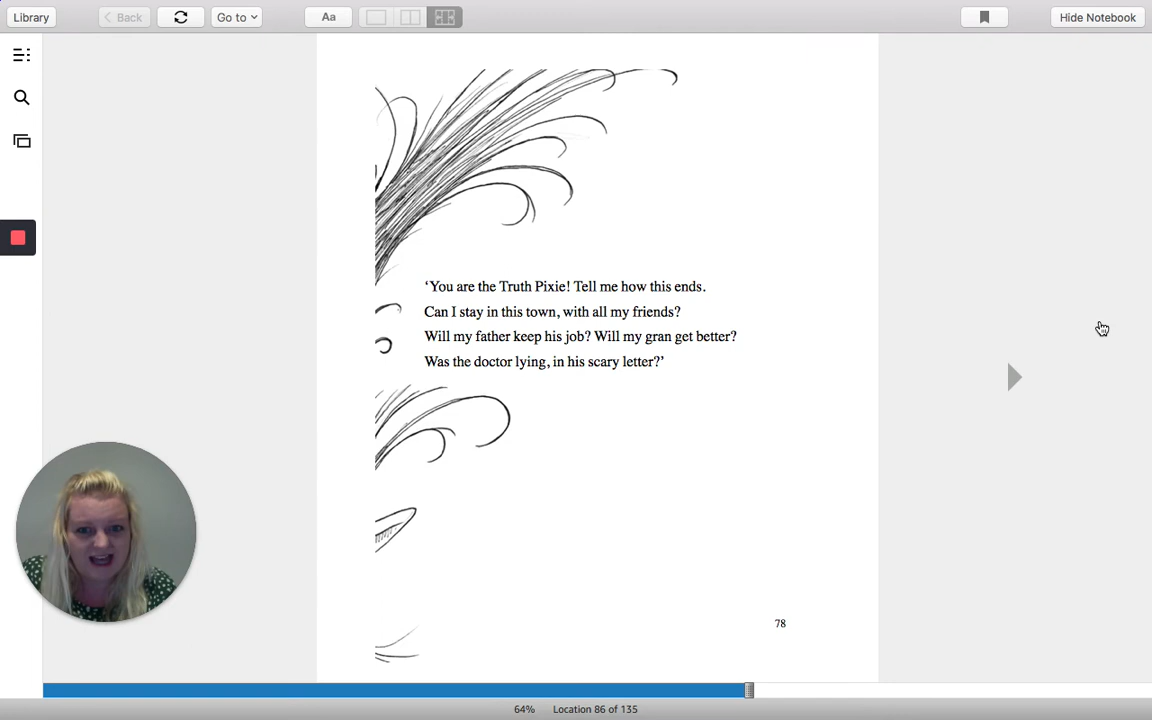 Library
Back
Go to
Aa
Hide Notebook
‘You are the Truth Pixie! Tell me how this ends.
Can I stay in this town, with all my friends?
Will my father keep his job? Will my gran get better?
Was the doctor lying, in his scary letter?’
78
64% Location 86 of 135